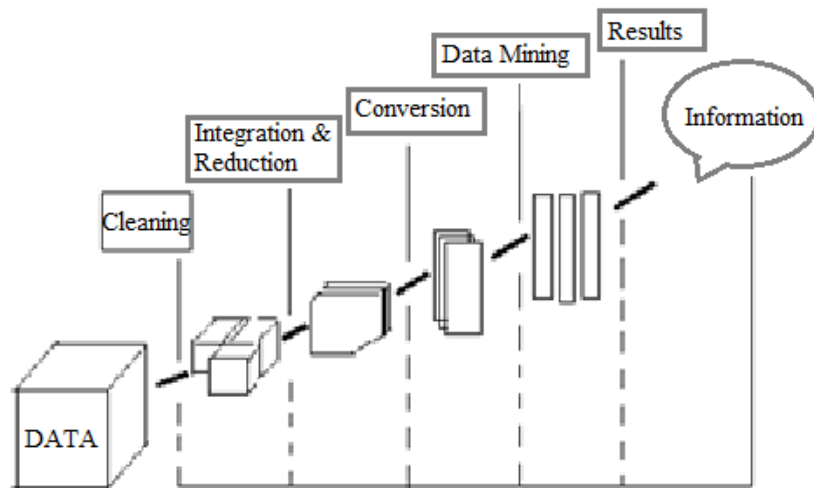 Results
Data Mining
Conversion
Information
Integration &
Reduction
Cleaning
DATA